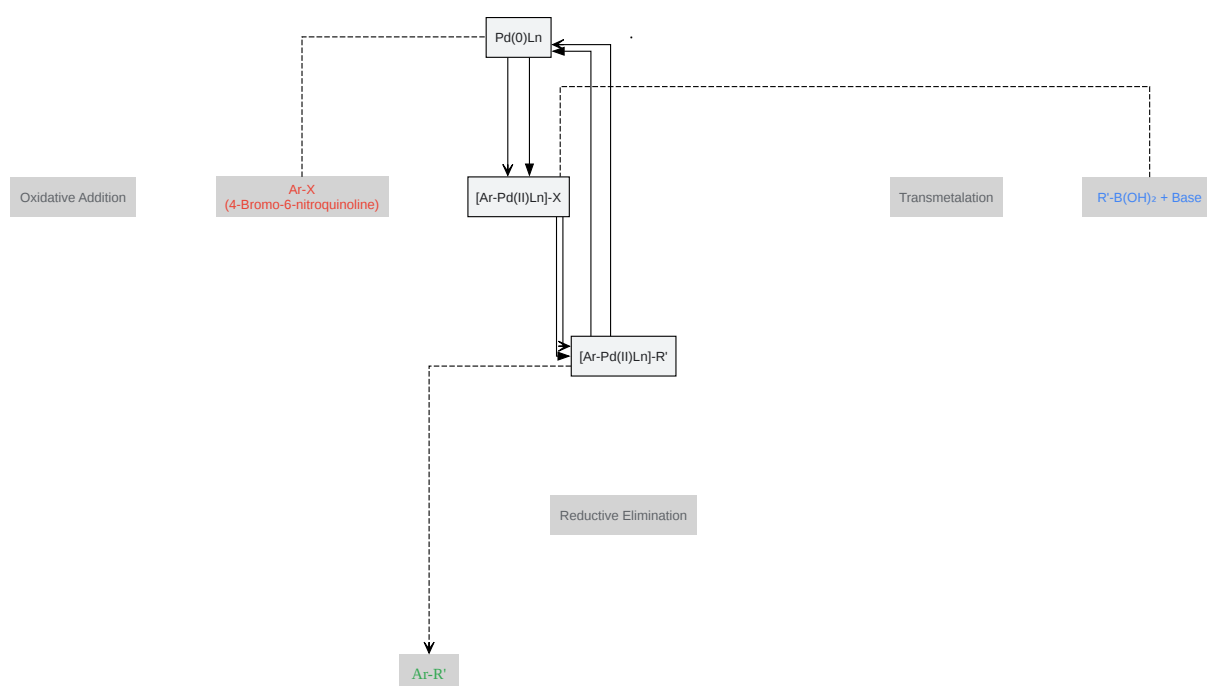 Pd(0)Ln
Oxidative Addition
Ar-X
(4-Bromo-6-nitroquinoline)
[Ar-Pd(II)Ln]-X
Transmetalation
R'-B(OH)₂ + Base
[Ar-Pd(II)Ln]-R'
Reductive Elimination
Ar-R'